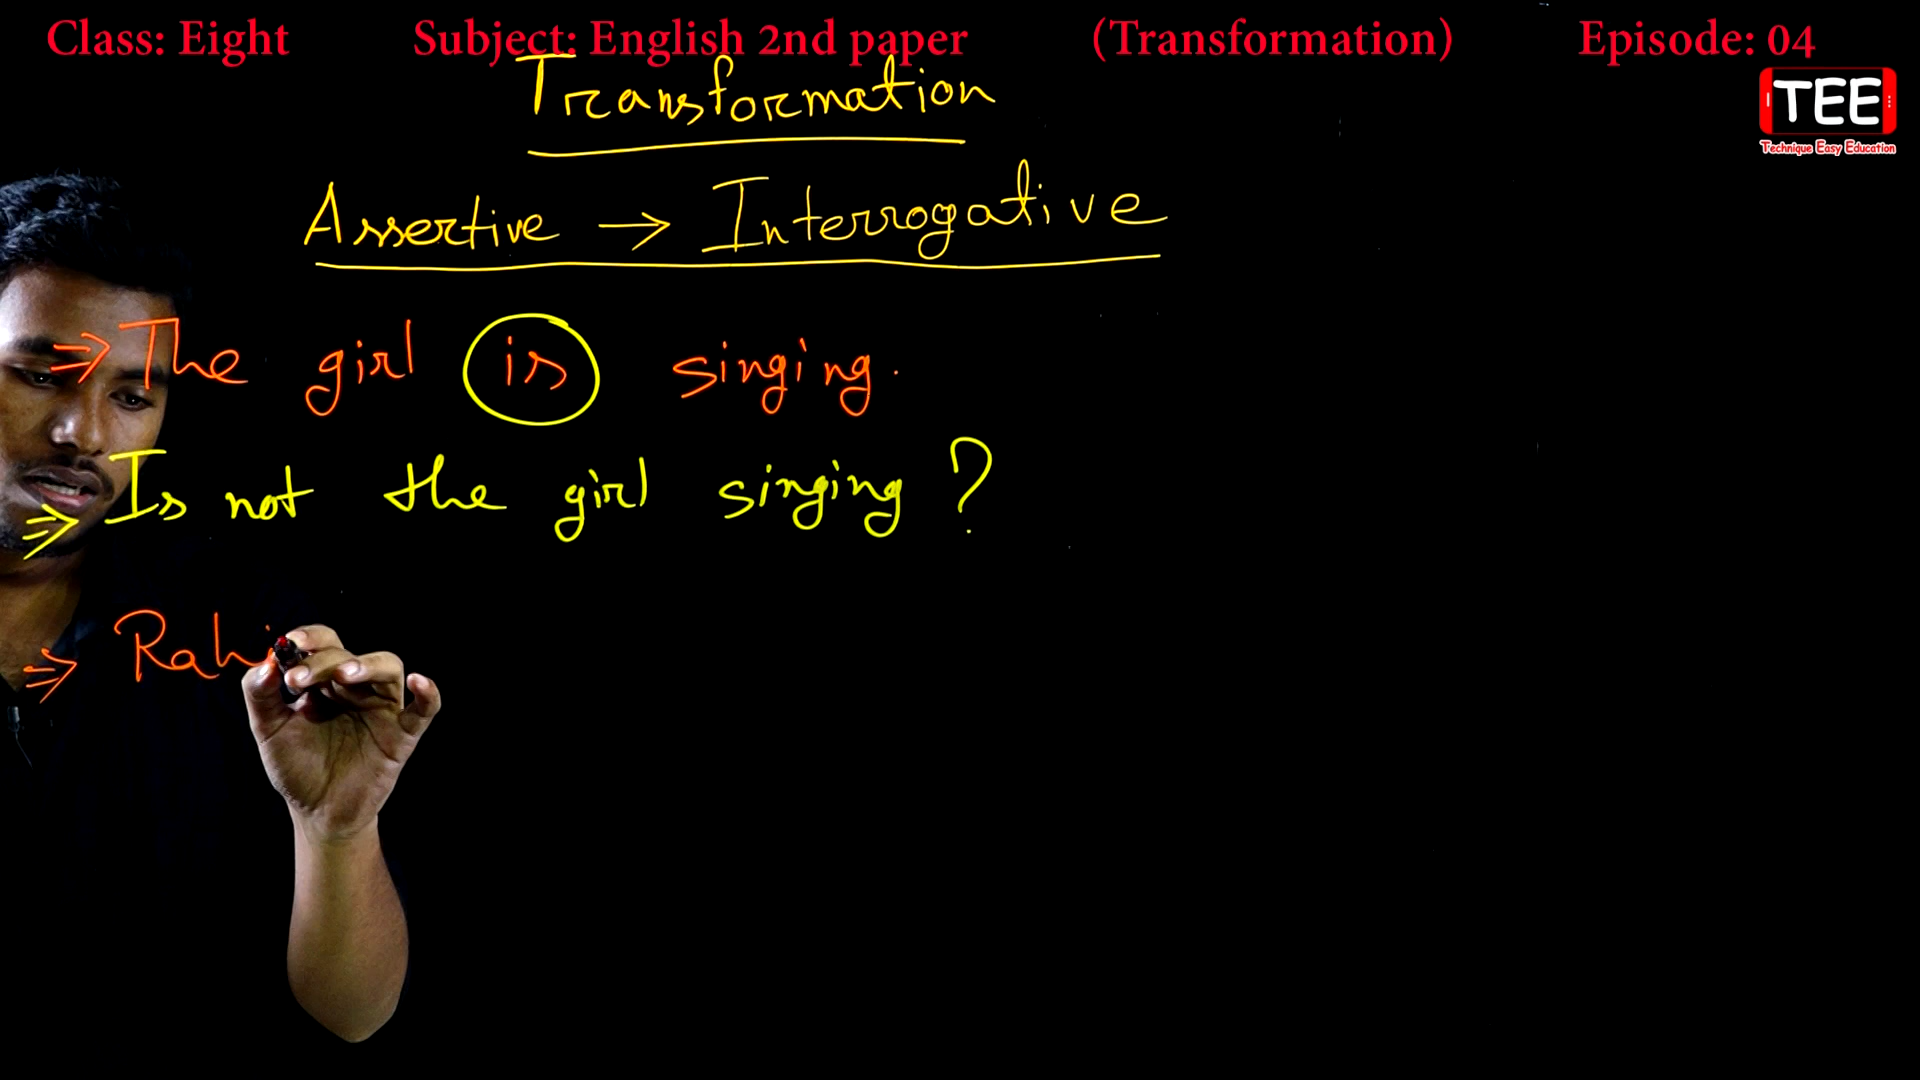 Class: Eight Subject: English 2nd paper (Transformation) Episode: 04
TEE
Technique Easy Education
Transformation
Assertive → Interrogative
⇒ The girl is singing.
⇒ Is not the girl singing ?
⇒ Rahi